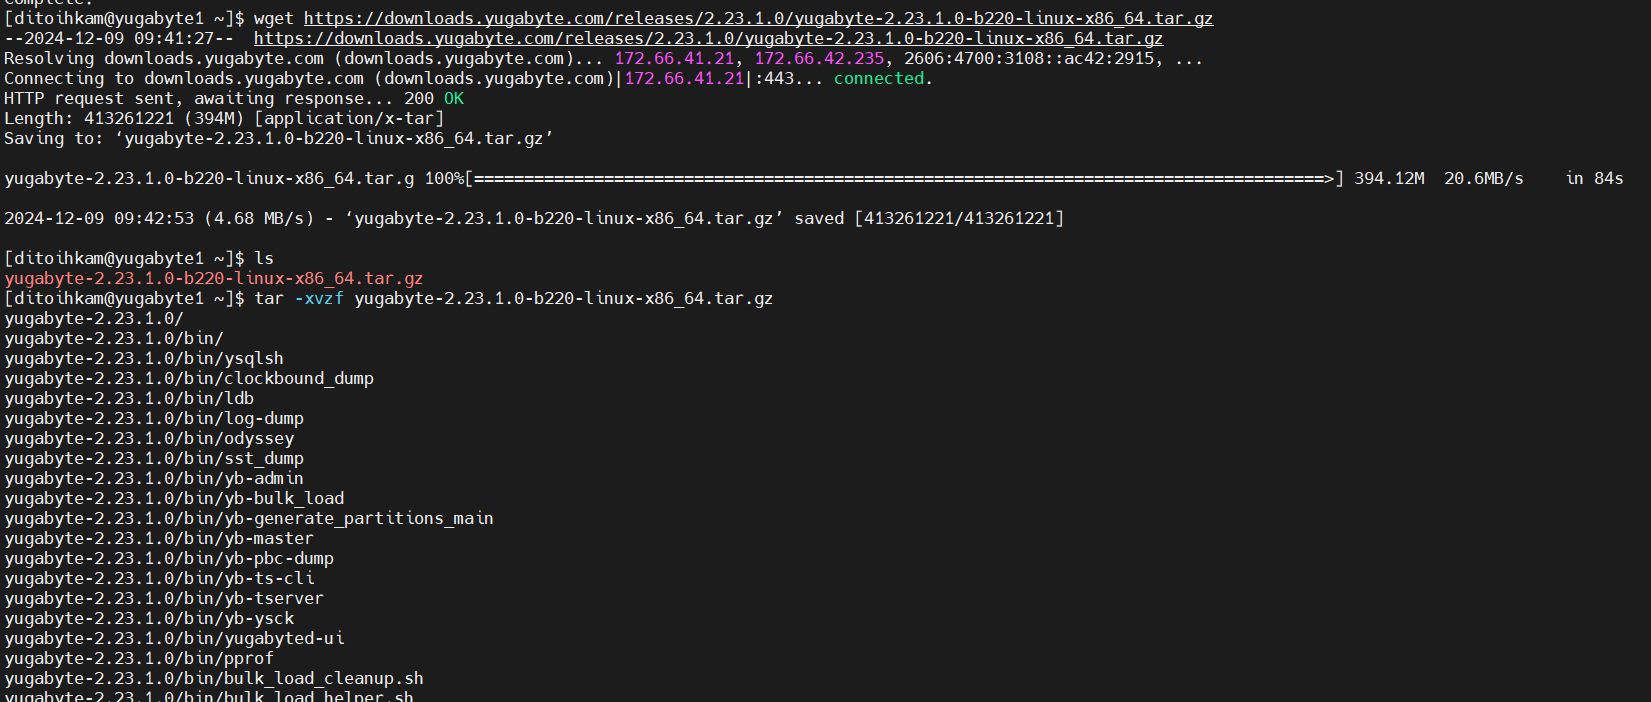 Complete.
[ditoihkam@yugabyte1 ~]$ wget https://downloads.yugabyte.com/releases/2.23.1.0/yugabyte-2.23.1.0-b220-linux-x86_64.tar.gz
--2024-12-09 09:41:27--  https://downloads.yugabyte.com/releases/2.23.1.0/yugabyte-2.23.1.0-b220-linux-x86_64.tar.gz
Resolving downloads.yugabyte.com (downloads.yugabyte.com)... 172.66.41.21, 172.66.42.235, 2606:4700:3108::ac42:2915, ...
Connecting to downloads.yugabyte.com (downloads.yugabyte.com)|172.66.41.21|:443... connected.
HTTP request sent, awaiting response... 200 OK
Length: 413261221 (394M) [application/x-tar]
Saving to: ‘yugabyte-2.23.1.0-b220-linux-x86_64.tar.gz’
yugabyte-2.23.1.0-b220-linux-x86_64.tar.g 100%[=====================================================================================>] 394.12M  20.6MB/s    in 84s
2024-12-09 09:42:53 (4.68 MB/s) - ‘yugabyte-2.23.1.0-b220-linux-x86_64.tar.gz’ saved [413261221/413261221]
[ditoihkam@yugabyte1 ~]$ ls
yugabyte-2.23.1.0-b220-linux-x86_64.tar.gz
[ditoihkam@yugabyte1 ~]$ tar -xvzf yugabyte-2.23.1.0-b220-linux-x86_64.tar.gz
yugabyte-2.23.1.0/
yugabyte-2.23.1.0/bin/
yugabyte-2.23.1.0/bin/ysqlsh
yugabyte-2.23.1.0/bin/clockbound_dump
yugabyte-2.23.1.0/bin/ldb
yugabyte-2.23.1.0/bin/log-dump
yugabyte-2.23.1.0/bin/odyssey
yugabyte-2.23.1.0/bin/sst_dump
yugabyte-2.23.1.0/bin/yb-admin
yugabyte-2.23.1.0/bin/yb-bulk_load
yugabyte-2.23.1.0/bin/yb-generate_partitions_main
yugabyte-2.23.1.0/bin/yb-master
yugabyte-2.23.1.0/bin/yb-pbc-dump
yugabyte-2.23.1.0/bin/yb-ts-cli
yugabyte-2.23.1.0/bin/yb-tserver
yugabyte-2.23.1.0/bin/yb-ysck
yugabyte-2.23.1.0/bin/yugabyted-ui
yugabyte-2.23.1.0/bin/pprof
yugabyte-2.23.1.0/bin/bulk_load_cleanup.sh
yugabyte-2.23.1.0/bin/bulk_load_helper.sh